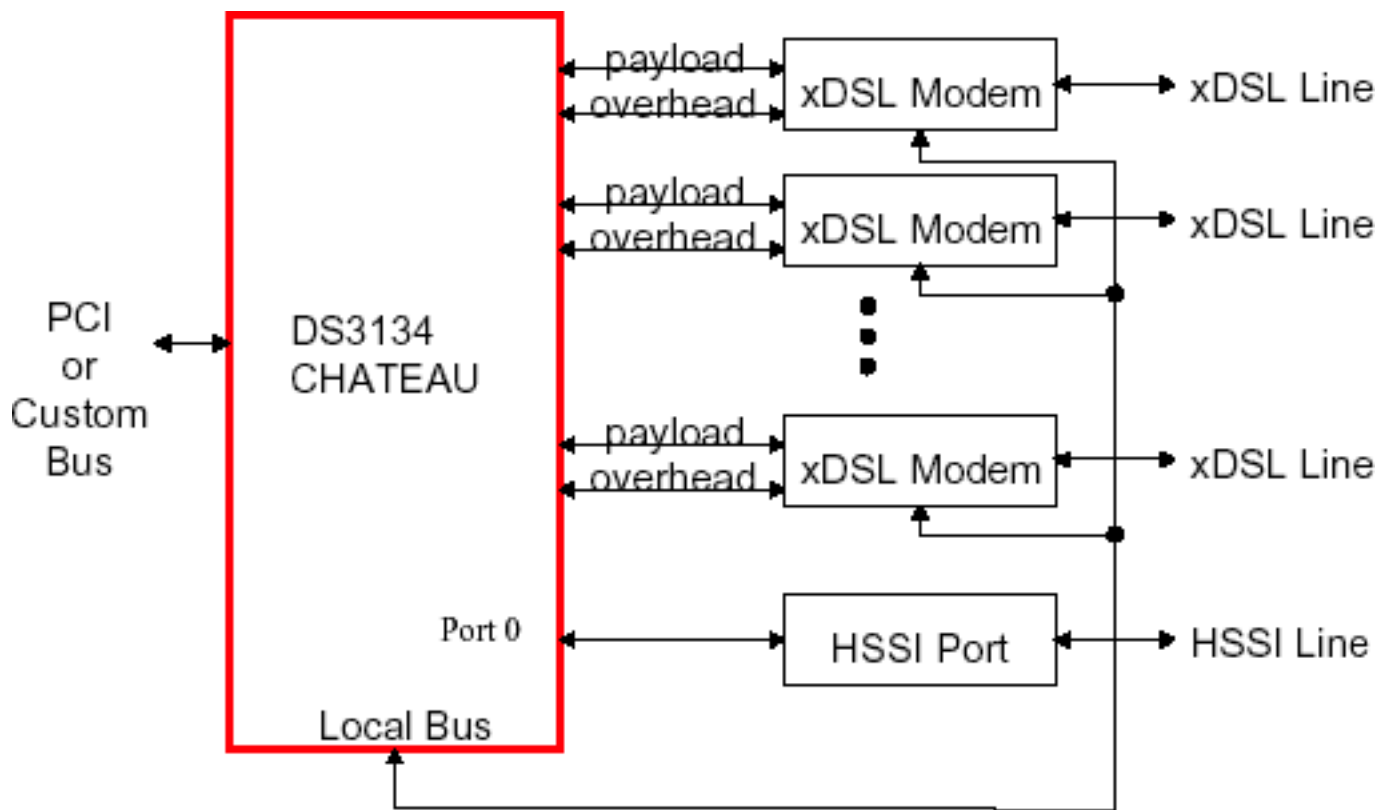 payload
overhead
xDSL Modem
xDSL Line
payload
overhead
xDSL Modem
xDSL Line
PCI
or
Custom
Bus
DS3134
CHATEAU
payload
overhead
xDSL Modem
xDSL Line
Port 0
HSSI Port
HSSI Line
Local Bus